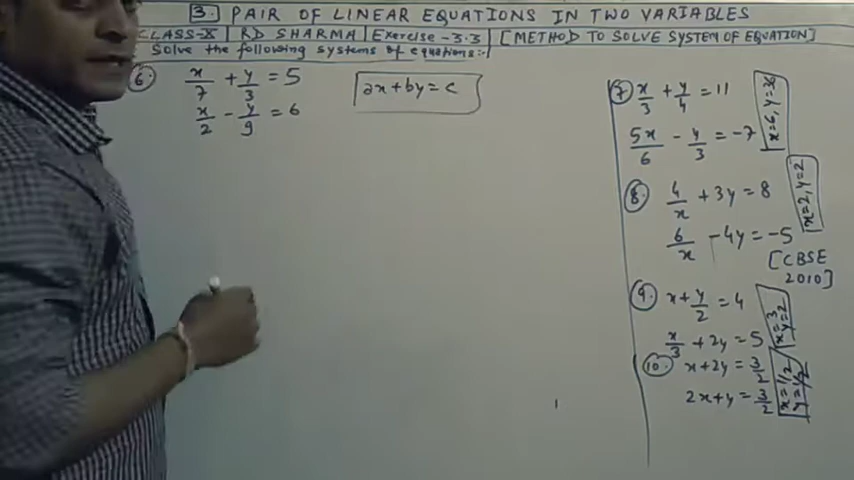 3. PAIR OF LINEAR EQUATIONS IN TWO VARIABLES
CLASS-X | RD SHARMA | Exercise-3.3 | [METHOD TO SOLVE SYSTEM OF EQUATION]
Solve the following systems of equations:-
6. x/7 + y/3 = 5
x/2 - y/9 = 6
ax+by=c
7. x/3 + y/4 = 11
5x/6 - y/3 = -7
x=6, y=36
8. 4/x + 3y = 8
6/x - 4y = -5
x=2, y=2
[CBSE 2010]
9. x + y/2 = 4
x/3 + 2y = 5
x=3
y=2
10. x+2y = 3/2
2x+y = 3/2
x=1/2
y=1/2